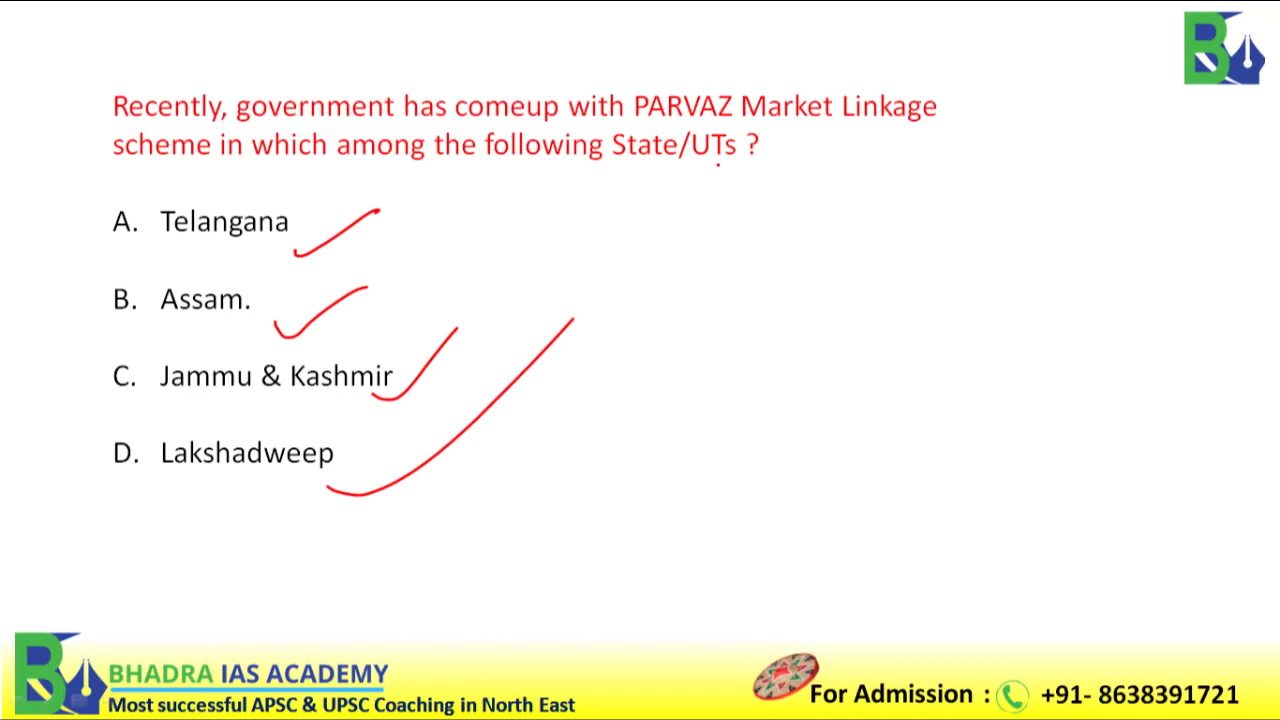 Recently, government has comeup with PARVAZ Market Linkage
scheme in which among the following State/UTs ?
A. Telangana
B. Assam.
C. Jammu & Kashmir
D. Lakshadweep
BHADRA IAS ACADEMY
Most successful APSC & UPSC Coaching in North East
For Admission : +91- 8638391721